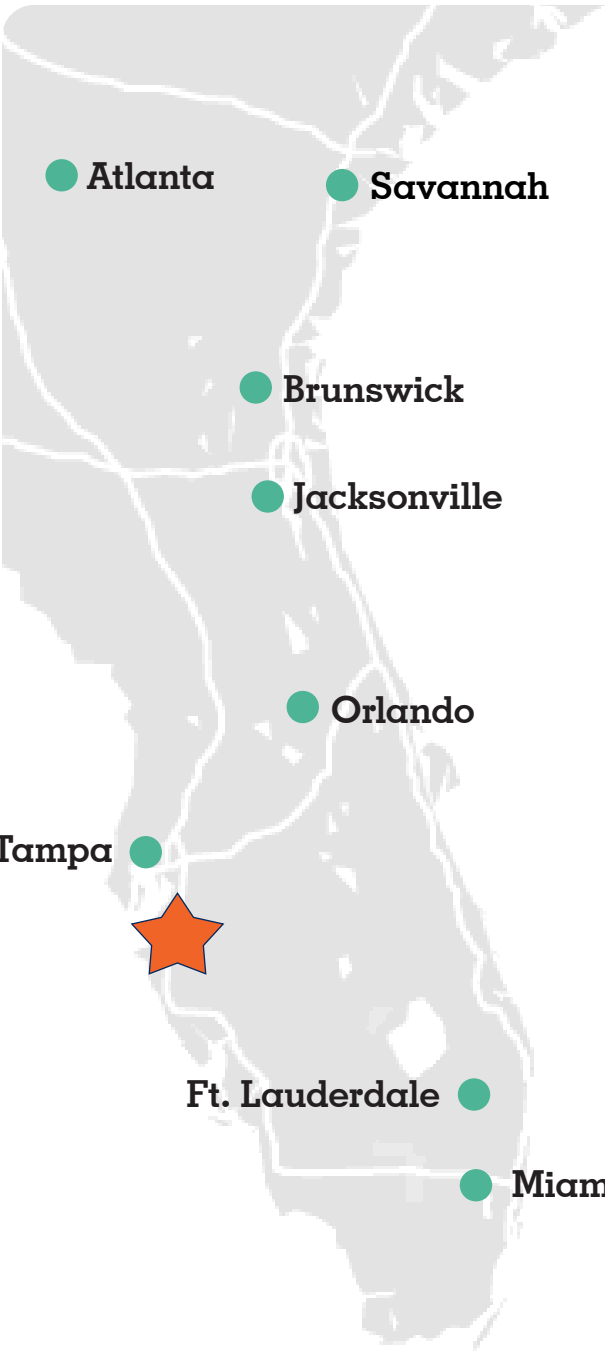 Atlanta
Savannah
Brunswick
Jacksonville
Orlando
Tampa
Ft. Lauderdale
Miam